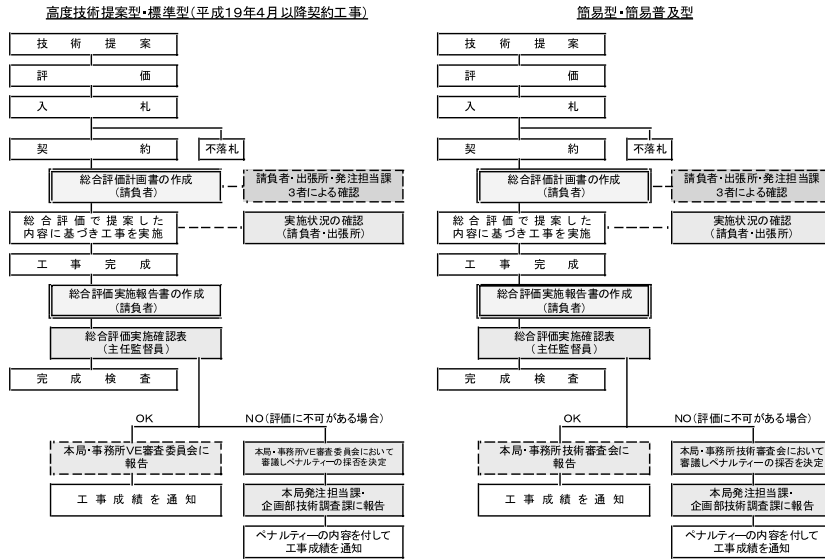 高度技術提案型・標準型(平成19年4月以降契約工事)
技術提案
評価
入札
契約
不落札
総合評価計画書の作成
(請負者)
請負者・出張所・発注担当課
3者による確認
総合評価で提案した
内容に基づき工事を実施
実施状況の確認
(請負者・出張所)
工事完成
総合評価実施報告書の作成
(請負者)
総合評価実施確認表
(主任監督員)
完成検査
OK
NO(評価に不可がある場合)
本局・事務所VE審査委員会に
報告
本局・事務所VE審査委員会において
審議しペナルティーの採否を決定
工事成績を通知
本局発注担当課・
企画部技術調査課に報告
ペナルティーの内容を付して
工事成績を通知
簡易型・簡易普及型
技術提案
評価
入札
契約
不落札
総合評価計画書の作成
(請負者)
請負者・出張所・発注担当課
3者による確認
総合評価で提案した
内容に基づき工事を実施
実施状況の確認
(請負者・出張所)
工事完成
総合評価実施報告書の作成
(請負者)
総合評価実施確認表
(主任監督員)
完成検査
OK
NO(評価に不可がある場合)
本局・事務所技術審査会に
報告
本局・事務所技術審査会において
審議しペナルティーの採否を決定
工事成績を通知
本局発注担当課・
企画部技術調査課に報告
ペナルティーの内容を付して
工事成績を通知